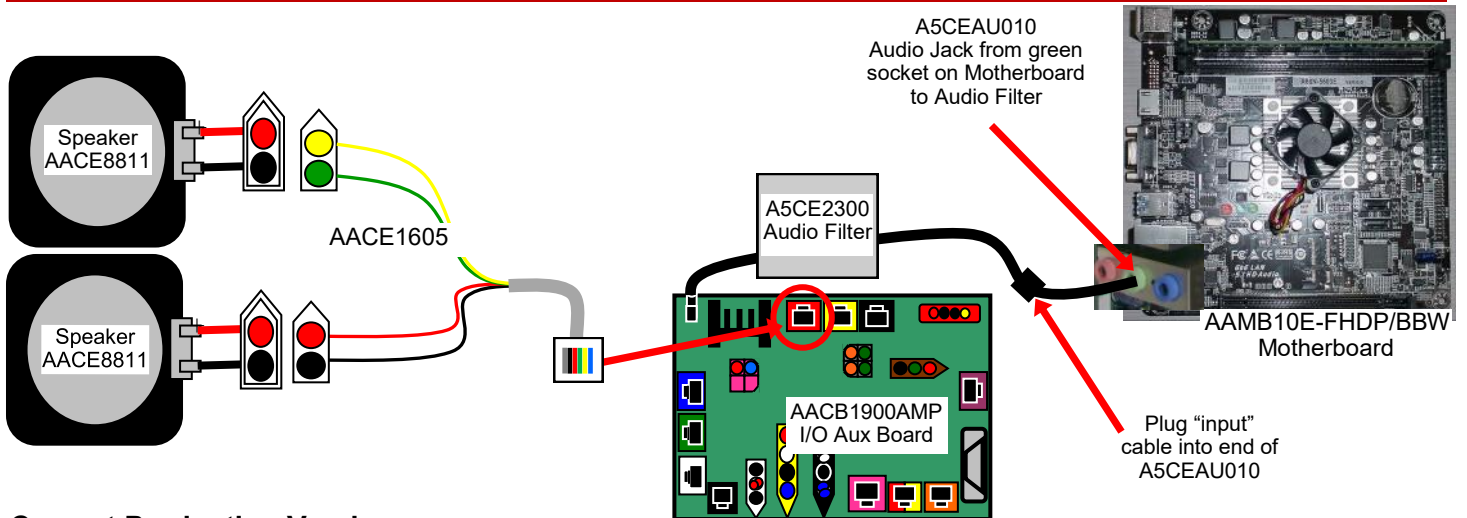 A5CEAU010
Audio Jack from green
socket on Motherboard
to Audio Filter
Speaker
AACE8811
AACE1605
A5CE2300
Audio Filter
Speaker
AACE8811
AAMB10E-FHDP/BBW
Motherboard
AACB1900AMP
I/O Aux Board
Plug “input”
cable into end of
A5CEAU010